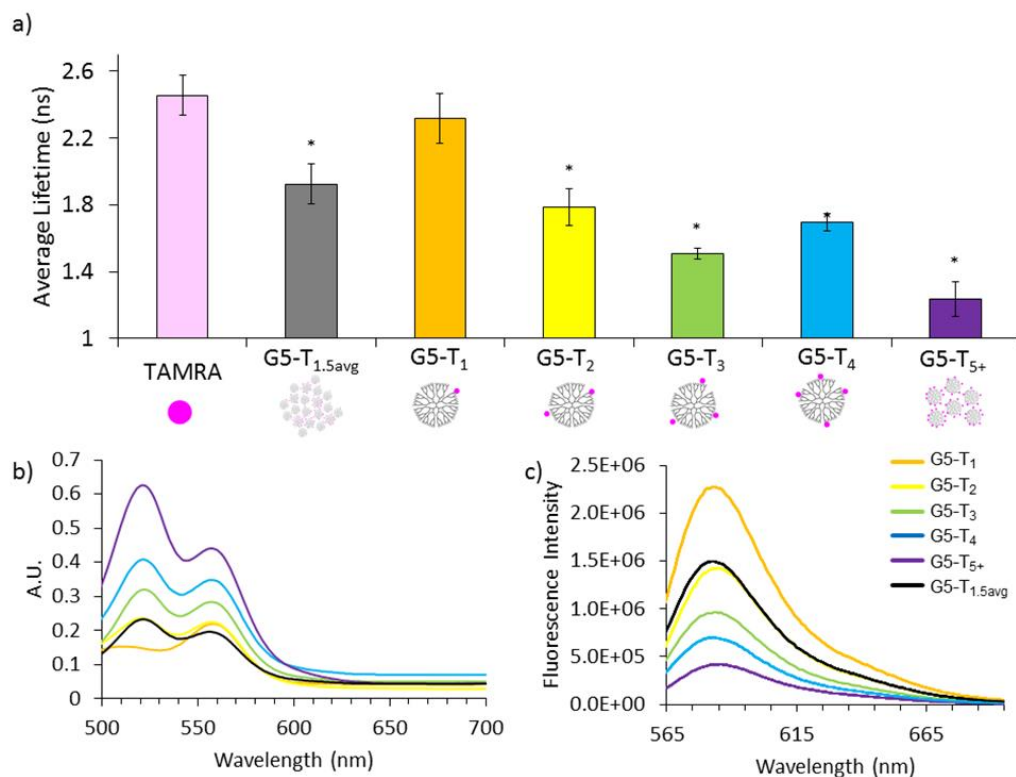 a)
Average Lifetime (ns)
2.6
2.2
1.8
1.4
1
*
*
*
*
*
TAMRA
G5-T1.5avg
G5-T1
G5-T2
G5-T3
G5-T4
G5-T5+
b)
A.U.
0.7
0.6
0.5
0.4
0.3
0.2
0.1
0
500
550
600
650
700
Wavelength (nm)
c)
Fluorescence Intensity
2.5E+06
2.0E+06
1.5E+06
1.0E+06
5.0E+05
0.0E+00
565
615
665
Wavelength (nm)
G5-T1
G5-T2
G5-T3
G5-T4
G5-T5+
G5-T1.5avg